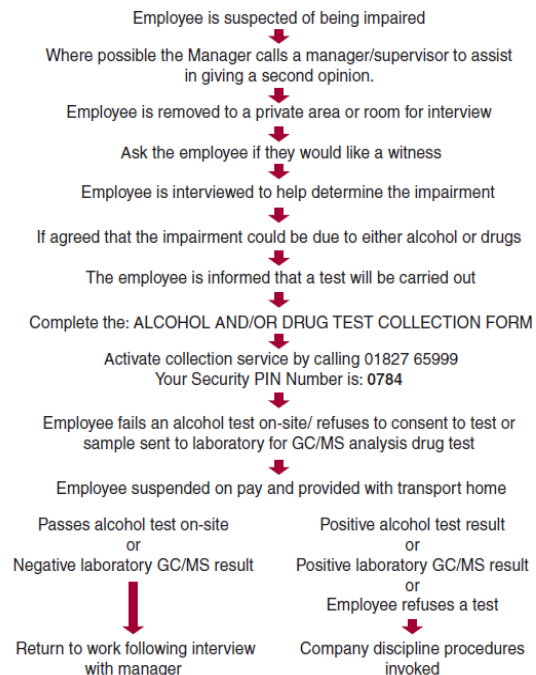 Employee is suspected of being impaired
Where possible the Manager calls a manager/supervisor to assist
in giving a second opinion.
Employee is removed to a private area or room for interview
Ask the employee if they would like a witness
Employee is interviewed to help determine the impairment
If agreed that the impairment could be due to either alcohol or drugs
The employee is informed that a test will be carried out
Complete the: ALCOHOL AND/OR DRUG TEST COLLECTION FORM
Activate collection service by calling 01827 65999
Your Security PIN Number is: 0784
Employee fails an alcohol test on-site/ refuses to consent to test or
sample sent to laboratory for GC/MS analysis drug test
Employee suspended on pay and provided with transport home
Passes alcohol test on-site
or
Negative laboratory GC/MS result
Return to work following interview
with manager
Positive alcohol test result
or
Positive laboratory GC/MS result
or
Employee refuses a test
Company discipline procedures
invoked